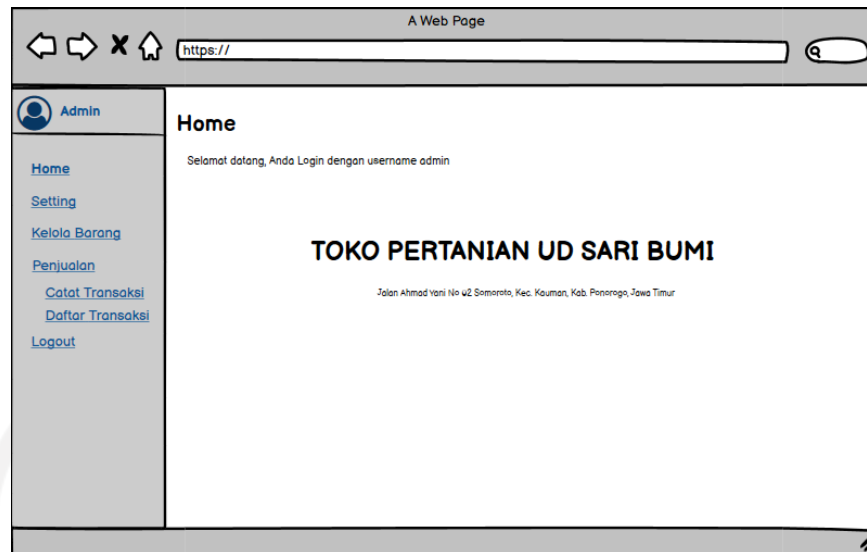 A Web Page
https://
Admin
Home
Setting
Kelola Barang
Penjualan
Catat Transaksi
Daftar Transaksi
Logout
Home
Selamat datang, Anda Login dengan username admin
TOKO PERTANIAN UD SARI BUMI
Jalan Ahmad Yani No 02 Somoroto, Kec. Kauman, Kab. Ponorogo, Jawa Timur